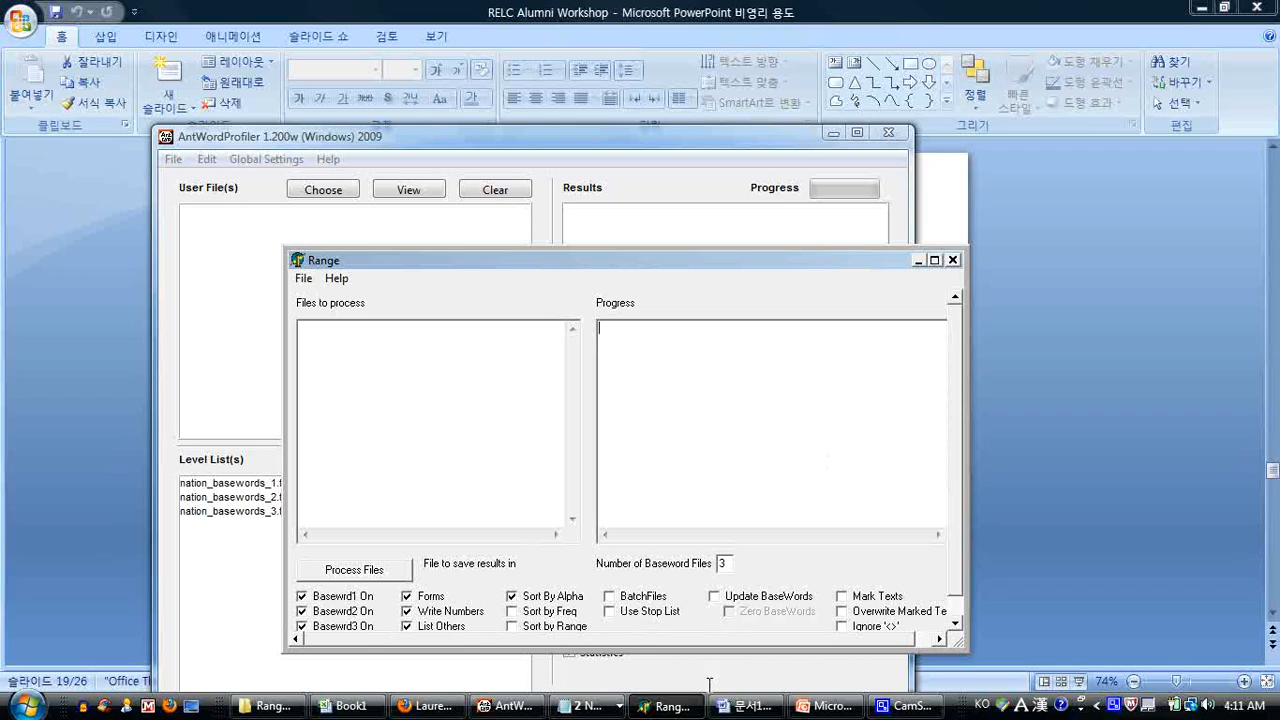 RELC Alumni Workshop - Microsoft PowerPoint 비영리 용도
홈 삽입 디자인 애니메이션 슬라이드 쇼 검토 보기
붙여넣기
잘라내기
복사
서식 복사
클립보드
새 슬라이드
레이아웃
원래대로
삭제
가 가 가 Aa
텍스트 방향
텍스트 맞춤
SmartArt로 변환
정렬
빠른 스타일
도형 채우기
도형 윤곽선
도형 효과
그리기
찾기
바꾸기
선택
편집
AntWordProfiler 1.200w (Windows) 2009
File Edit Global Settings Help
User File(s) Choose View Clear
Results Progress
Range
File Help
Files to process
Progress
Level List(s)
nation_basewords_1.f
nation_basewords_2.f
nation_basewords_3.f
Process Files
File to save results in
Number of Baseword Files 3
Basewrd1 On Forms Sort By Alpha BatchFiles Update BaseWords Mark Texts
Basewrd2 On Write Numbers Sort by Freq Use Stop List Zero BaseWords Overwrite Marked Te
Basewrd3 On List Others Sort by Range Ignore '<>'
Statistics
슬라이드 19/26 "Office T 74%
Rang... Book1 Laure... AntW... 2 N... Rang... 문서1... Micro... CamS... KO A 漢 4:11 AM